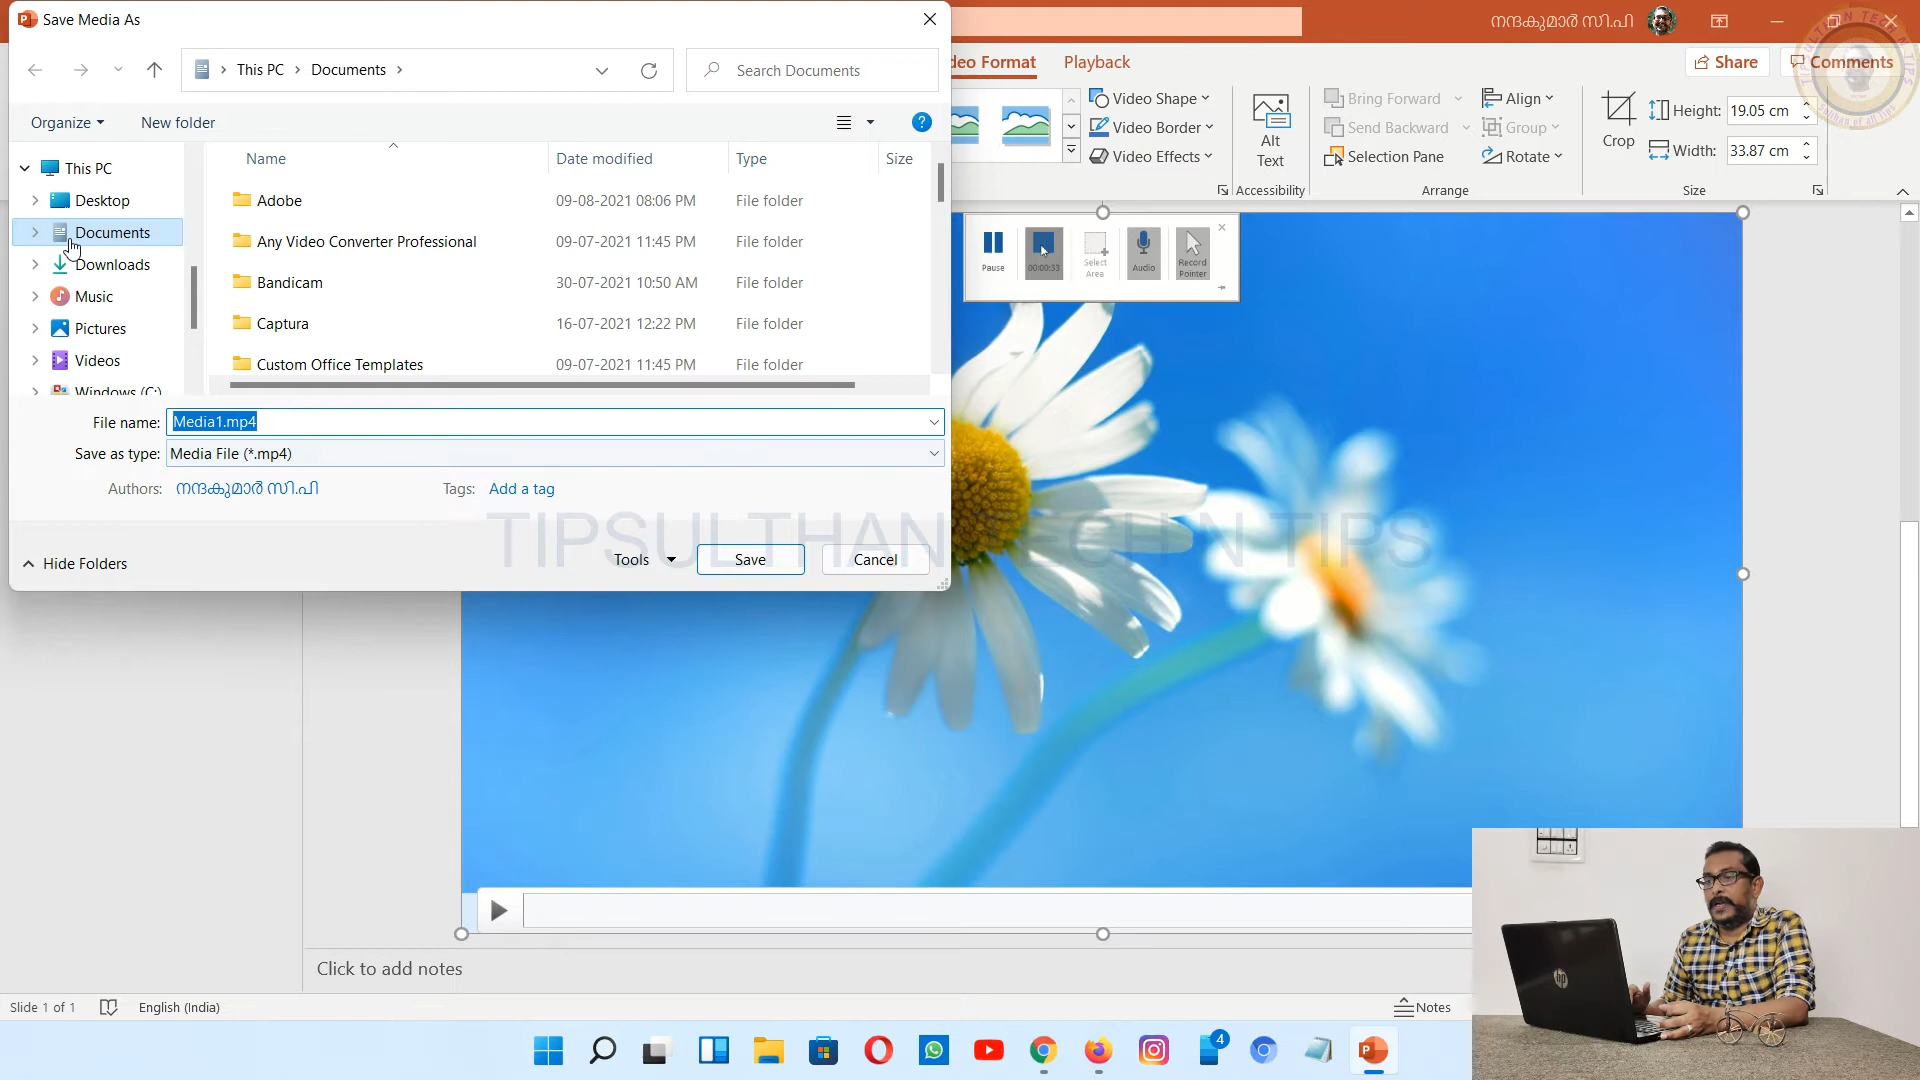 Save Media As
നന്ദകുമാർ സി.പി
This PC > Documents >
Search Documents
Video Format
Playback
Share
Comments
Organize
New folder
Video Shape
Video Border
Video Effects
Alt
Text
Accessibility
Bring Forward
Send Backward
Selection Pane
Align
Group
Rotate
Arrange
Crop
Height: 19.05 cm
Width: 33.87 cm
Size
This PC
Desktop
Documents
Downloads
Music
Pictures
Videos
Windows (C:)
Name Date modified Type Size
Adobe 09-08-2021 08:06 PM File folder
Any Video Converter Professional 09-07-2021 11:45 PM File folder
Bandicam 30-07-2021 10:50 AM File folder
Captura 16-07-2021 12:22 PM File folder
Custom Office Templates 09-07-2021 11:45 PM File folder
Pause
00:00:33
Select
Area
Audio
Record
Pointer
File name: Media1.mp4
Save as type: Media File (*.mp4)
Authors: നന്ദകുമാർ സി.പി
Tags: Add a tag
TIPSULTHAN TECH N TIPS
Hide Folders
Tools
Save
Cancel
Click to add notes
Slide 1 of 1
English (India)
Notes
4
hp